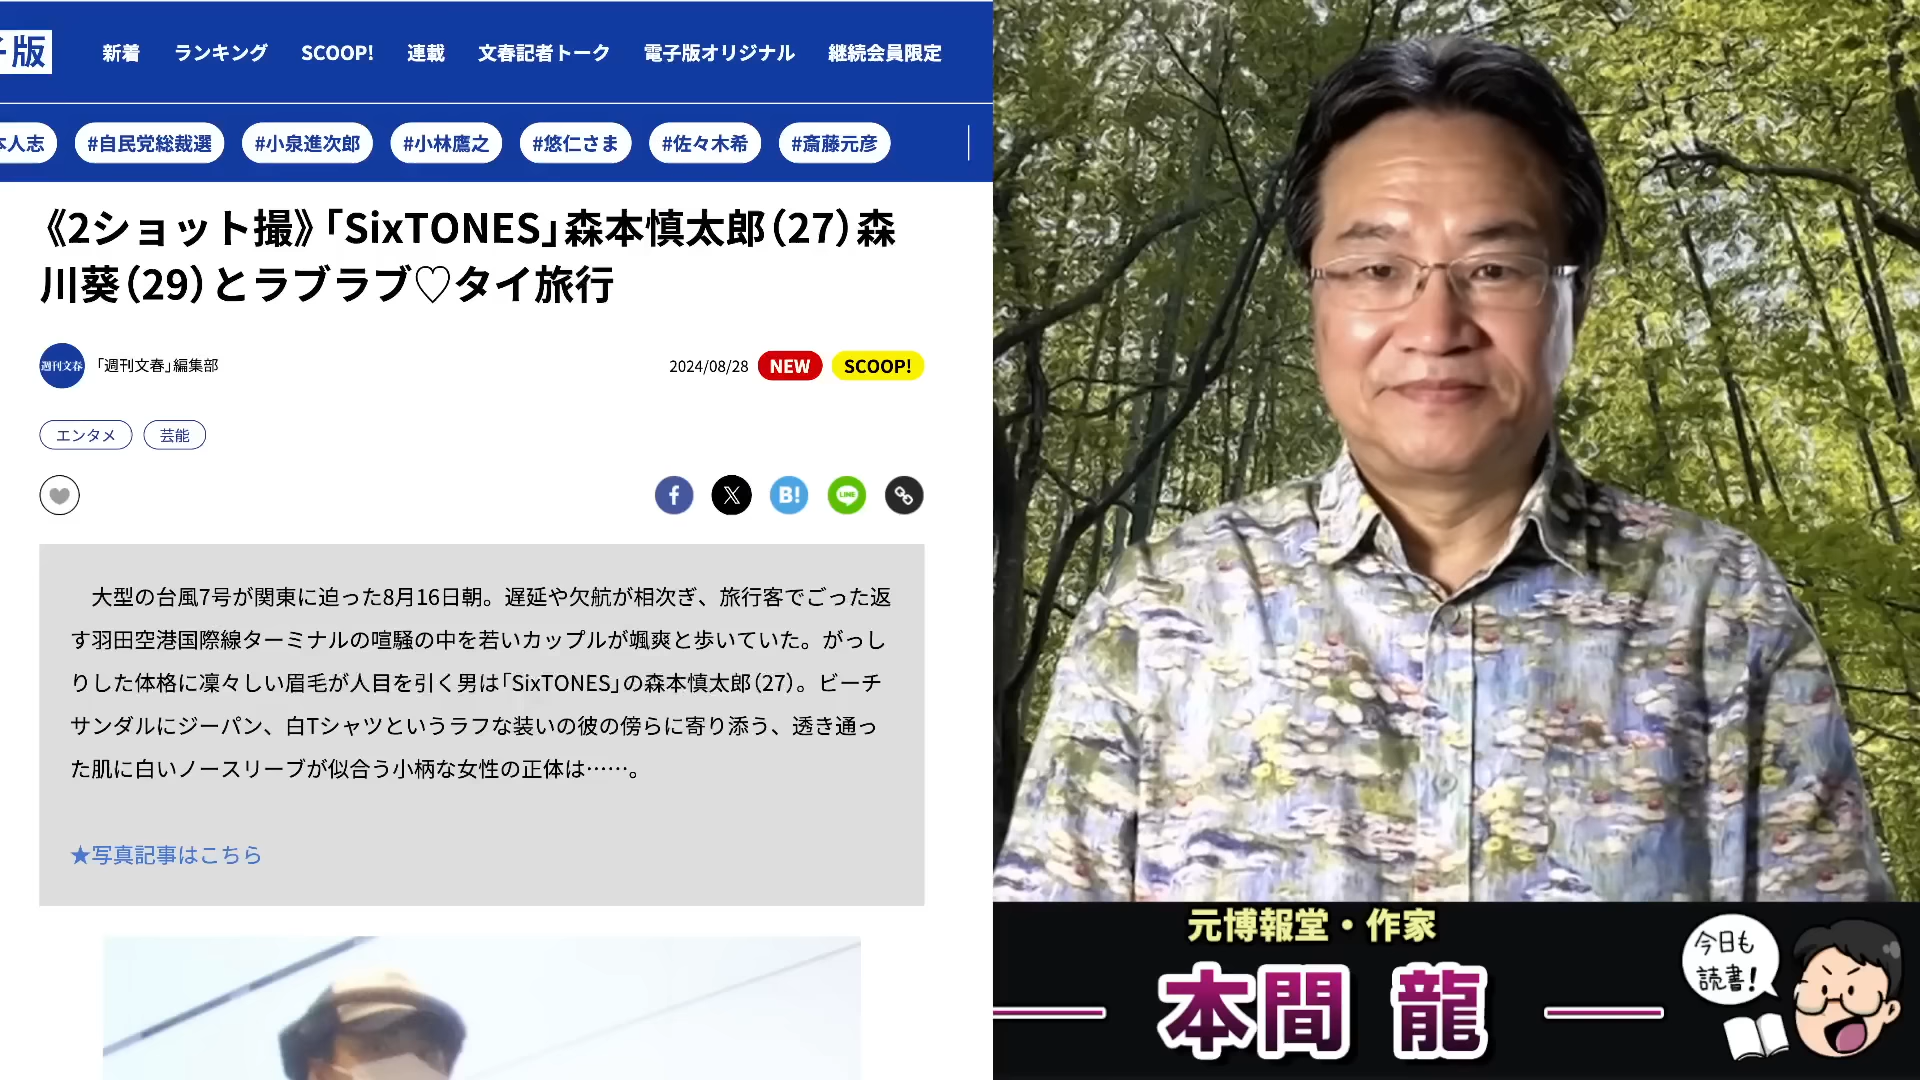 子版
新着 ランキング SCOOP! 連載 文春記者トーク 電子版オリジナル 継続会員限定
本人志 #自民党総裁選 #小泉進次郎 #小林鷹之 #悠仁さま #佐々木希 #斎藤元彦
《2ショット撮》「SixTONES」森本慎太郎（27）森
川葵（29）とラブラブ♡タイ旅行
週刊文春 「週刊文春」編集部 2024/08/28 NEW SCOOP!
エンタメ 芸能
f X B! LINE
大型の台風7号が関東に迫った8月16日朝。遅延や欠航が相次ぎ、旅行客でごった返
す羽田空港国際線ターミナルの喧騒の中を若いカップルが颯爽と歩いていた。がっし
りした体格に凜々しい眉毛が人目を引く男は「SixTONES」の森本慎太郎（27）。ビーチ
サンダルにジーパン、白Tシャツというラフな装いの彼の傍らに寄り添う、透き通っ
た肌に白いノースリーブが似合う小柄な女性の正体は……。
★写真記事はこちら
元博報堂・作家
本間 龍
今日も
読書!